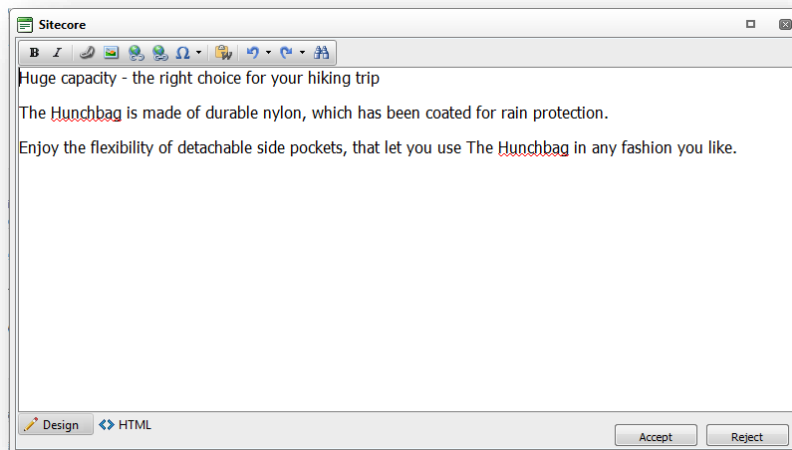 Sitecore
B I Ω
Huge capacity - the right choice for your hiking trip
The Hunchbag is made of durable nylon, which has been coated for rain protection.
Enjoy the flexibility of detachable side pockets, that let you use The Hunchbag in any fashion you like.
Design HTML
Accept Reject